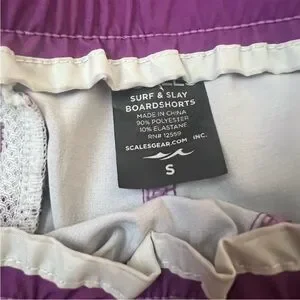 SURF & SLAY
BOARDSHORTS
MADE IN CHINA
90% POLYESTER
10% ELASTANE
RN# 12559
SCALESGEAR.COM INC.
S